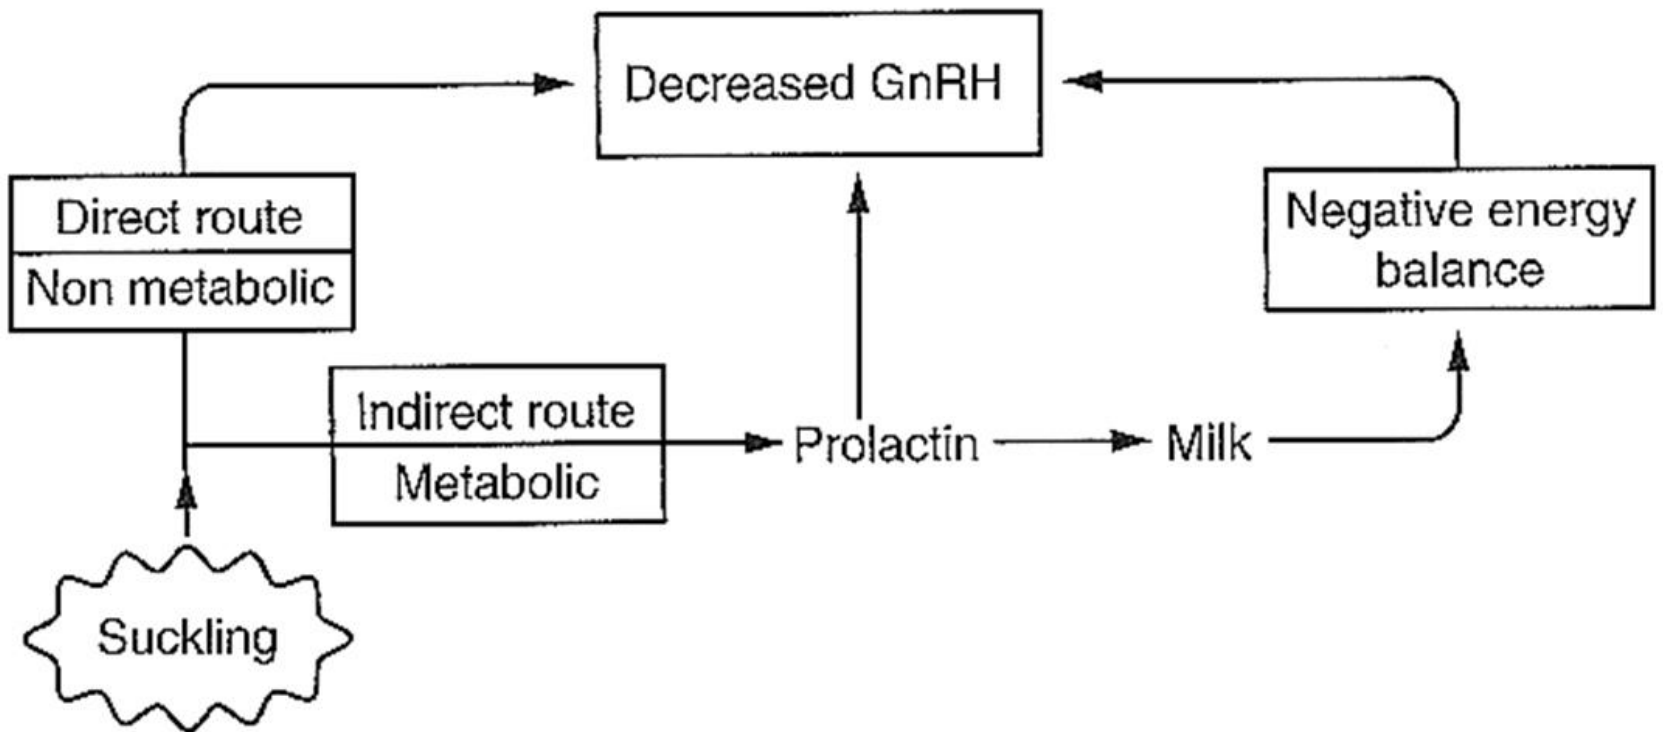 Decreased GnRH
Direct route
Non metabolic
Negative energy
balance
Indirect route
Metabolic
Prolactin
Milk
Suckling